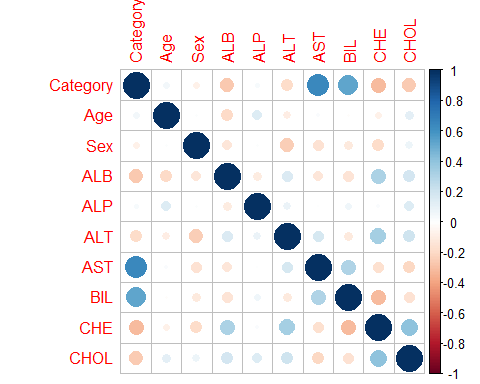 Category
Age
Sex
ALB
ALP
ALT
AST
BIL
CHE
CHOL
Category
Age
Sex
ALB
ALP
ALT
AST
BIL
CHE
CHOL
1
0.8
0.6
0.4
0.2
0
-0.2
-0.4
-0.6
-0.8
-1